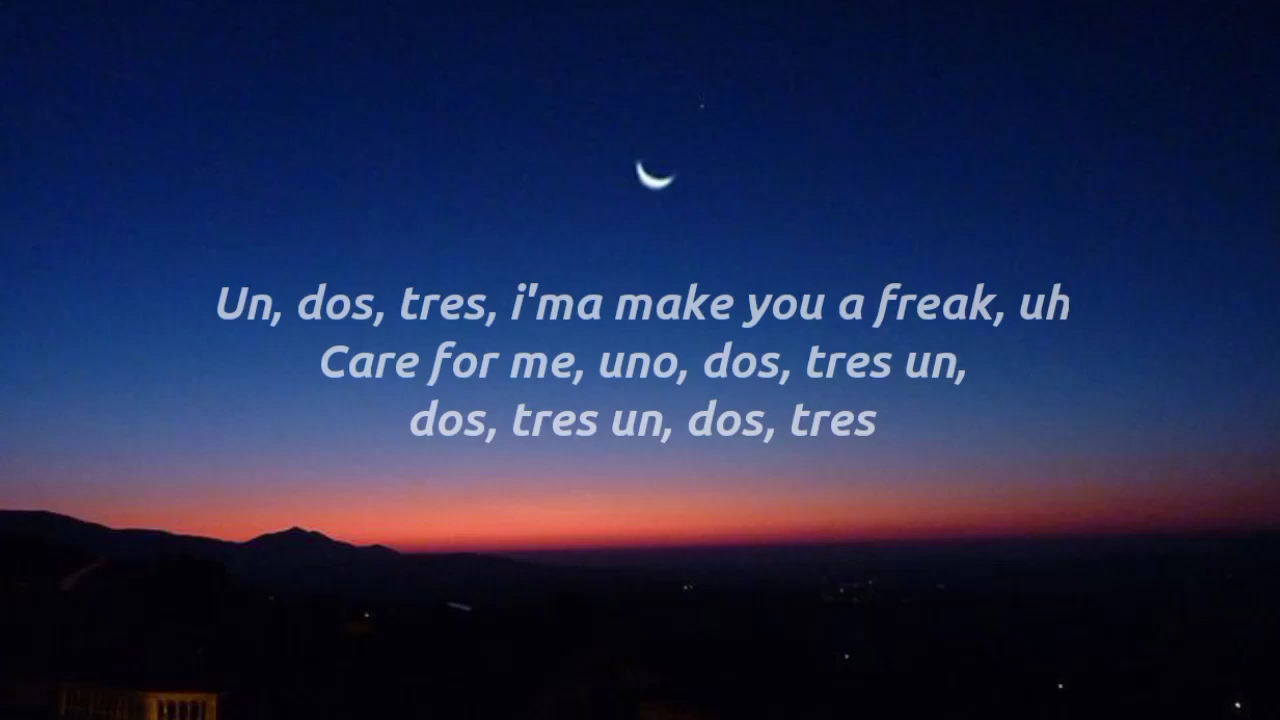 Un, dos, tres, i'ma make you a freak, uh
Care for me, uno, dos, tres un,
dos, tres un, dos, tres